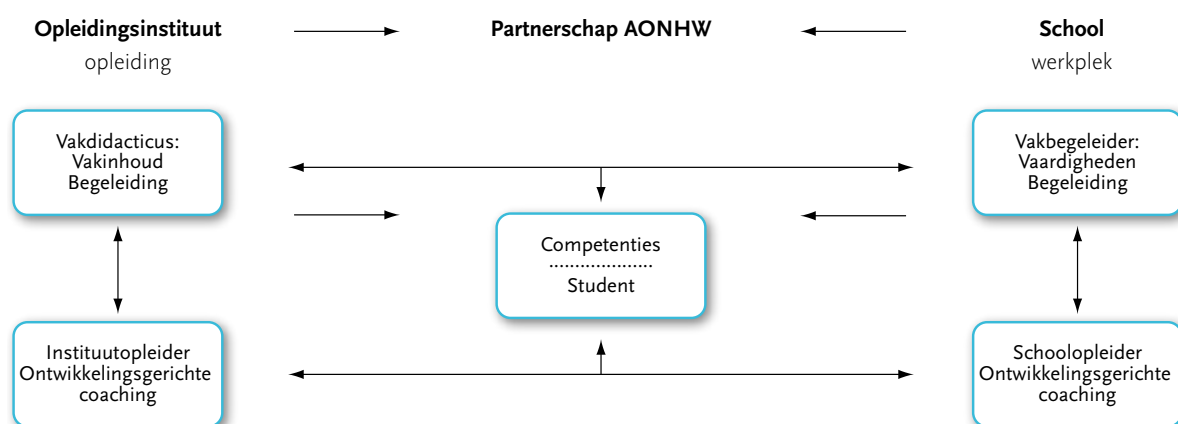 Opleidingsinstituut
opleiding
Partnerschap AONHW
School
werkplek
Vakdidacticus:
Vakinhoud
Begeleiding
Vakbegeleider:
Vaardigheden
Begeleiding
Competenties
....................
Student
Instituutopleider
Ontwikkelingsgerichte
coaching
Schoolopleider
Ontwikkelingsgerichte
coaching